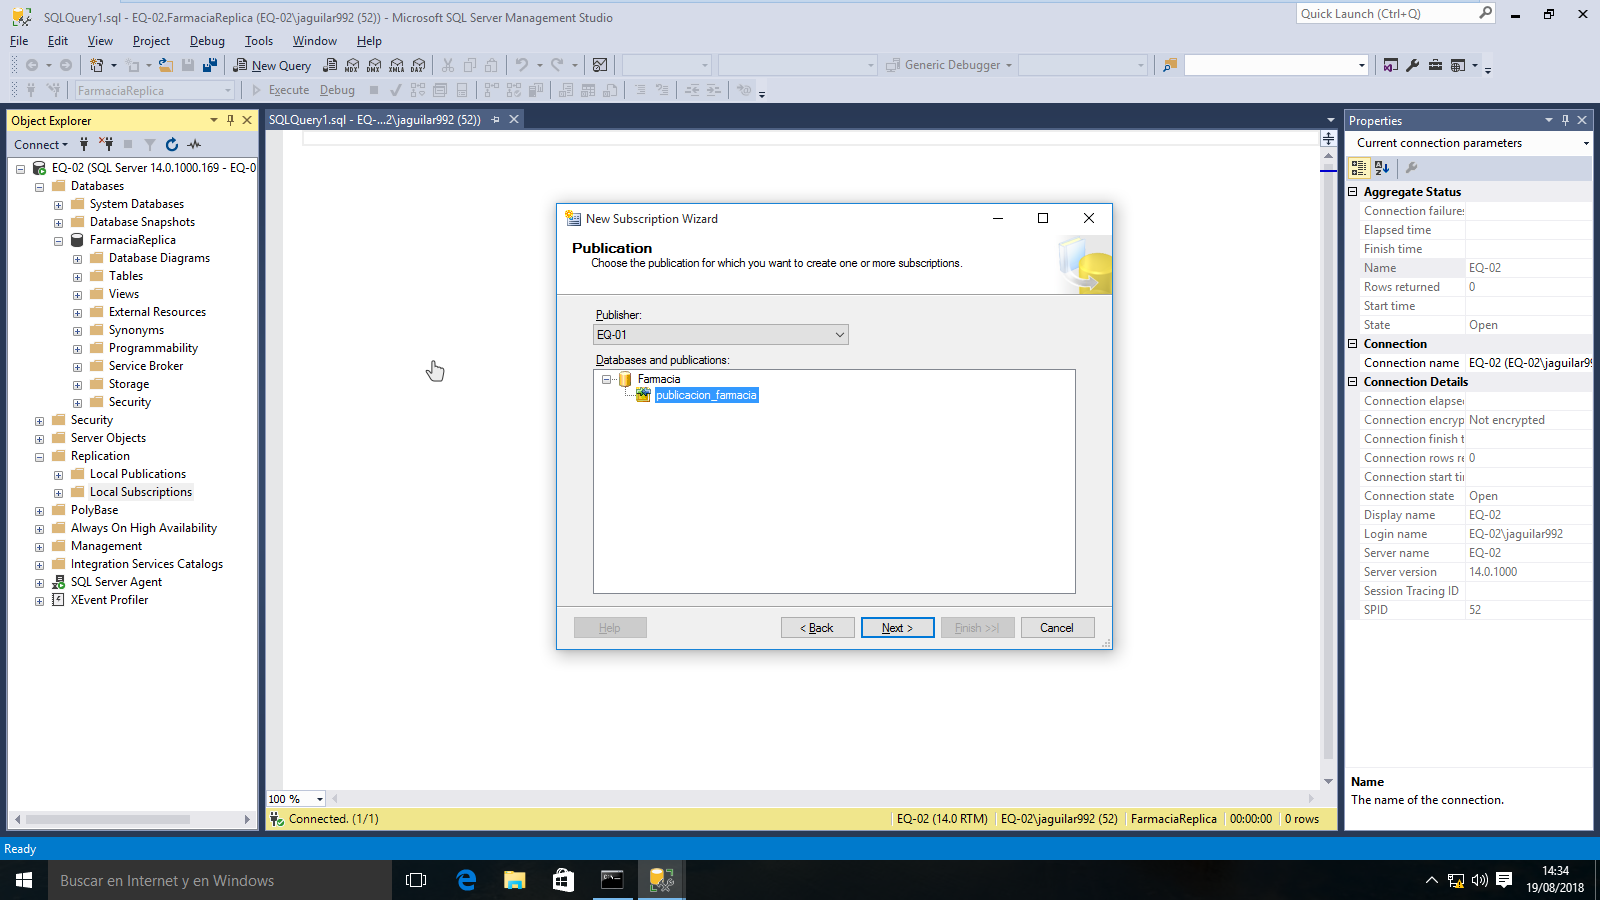 SQLQuery1.sql - EQ-02.FarmaciaReplica (EQ-02\jaguilar992 (52)) - Microsoft SQL Server Management Studio
Quick Launch (Ctrl+Q)
File Edit View Project Debug Tools Window Help
New Query MDX DMX XMLA DAX Generic Debugger
FarmaciaReplica Execute Debug
Object Explorer
Connect
EQ-02 (SQL Server 14.0.1000.169 - EQ-0
Databases
System Databases
Database Snapshots
FarmaciaReplica
Database Diagrams
Tables
Views
External Resources
Synonyms
Programmability
Service Broker
Storage
Security
Security
Server Objects
Replication
Local Publications
Local Subscriptions
PolyBase
Always On High Availability
Management
Integration Services Catalogs
SQL Server Agent
XEvent Profiler
SQLQuery1.sql - EQ-...2\jaguilar992 (52))
New Subscription Wizard
Publication
Choose the publication for which you want to create one or more subscriptions.
Publisher:
EQ-01
Databases and publications:
Farmacia
publicacion_farmacia
Help < Back Next > Finish >>| Cancel
100 %
Connected. (1/1) EQ-02 (14.0 RTM) EQ-02\jaguilar992 (52) FarmaciaReplica 00:00:00 0 rows
Properties
Current connection parameters
Aggregate Status
Connection failures
Elapsed time
Finish time
Name EQ-02
Rows returned 0
Start time
State Open
Connection
Connection name EQ-02 (EQ-02\jaguilar99
Connection Details
Connection elapsed
Connection encryp Not encrypted
Connection finish t
Connection rows re 0
Connection start ti
Connection state Open
Display name EQ-02
Login name EQ-02\jaguilar992
Server name EQ-02
Server version 14.0.1000
Session Tracing ID
SPID 52
Name
The name of the connection.
Ready
Buscar en Internet y en Windows
14:34
19/08/2018